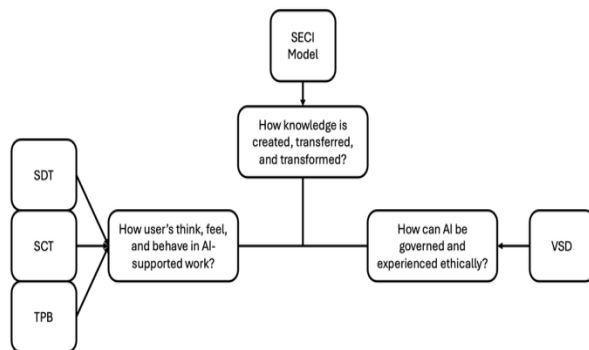 SECI
Model
How knowledge is
created, transferred,
and transformed?
SDT
SCT
TPB
How user's think, feel,
and behave in AI-
supported work?
How can AI be
governed and
experienced ethically?
VSD